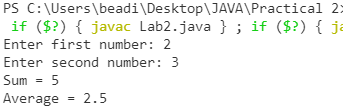 PS C:\Users\beadi\Desktop\JAVA\Practical 2>
if ($?) { javac Lab2.java } ; if ($?) {
Enter first number: 2
Enter second number: 3
Sum = 5
Average = 2.5